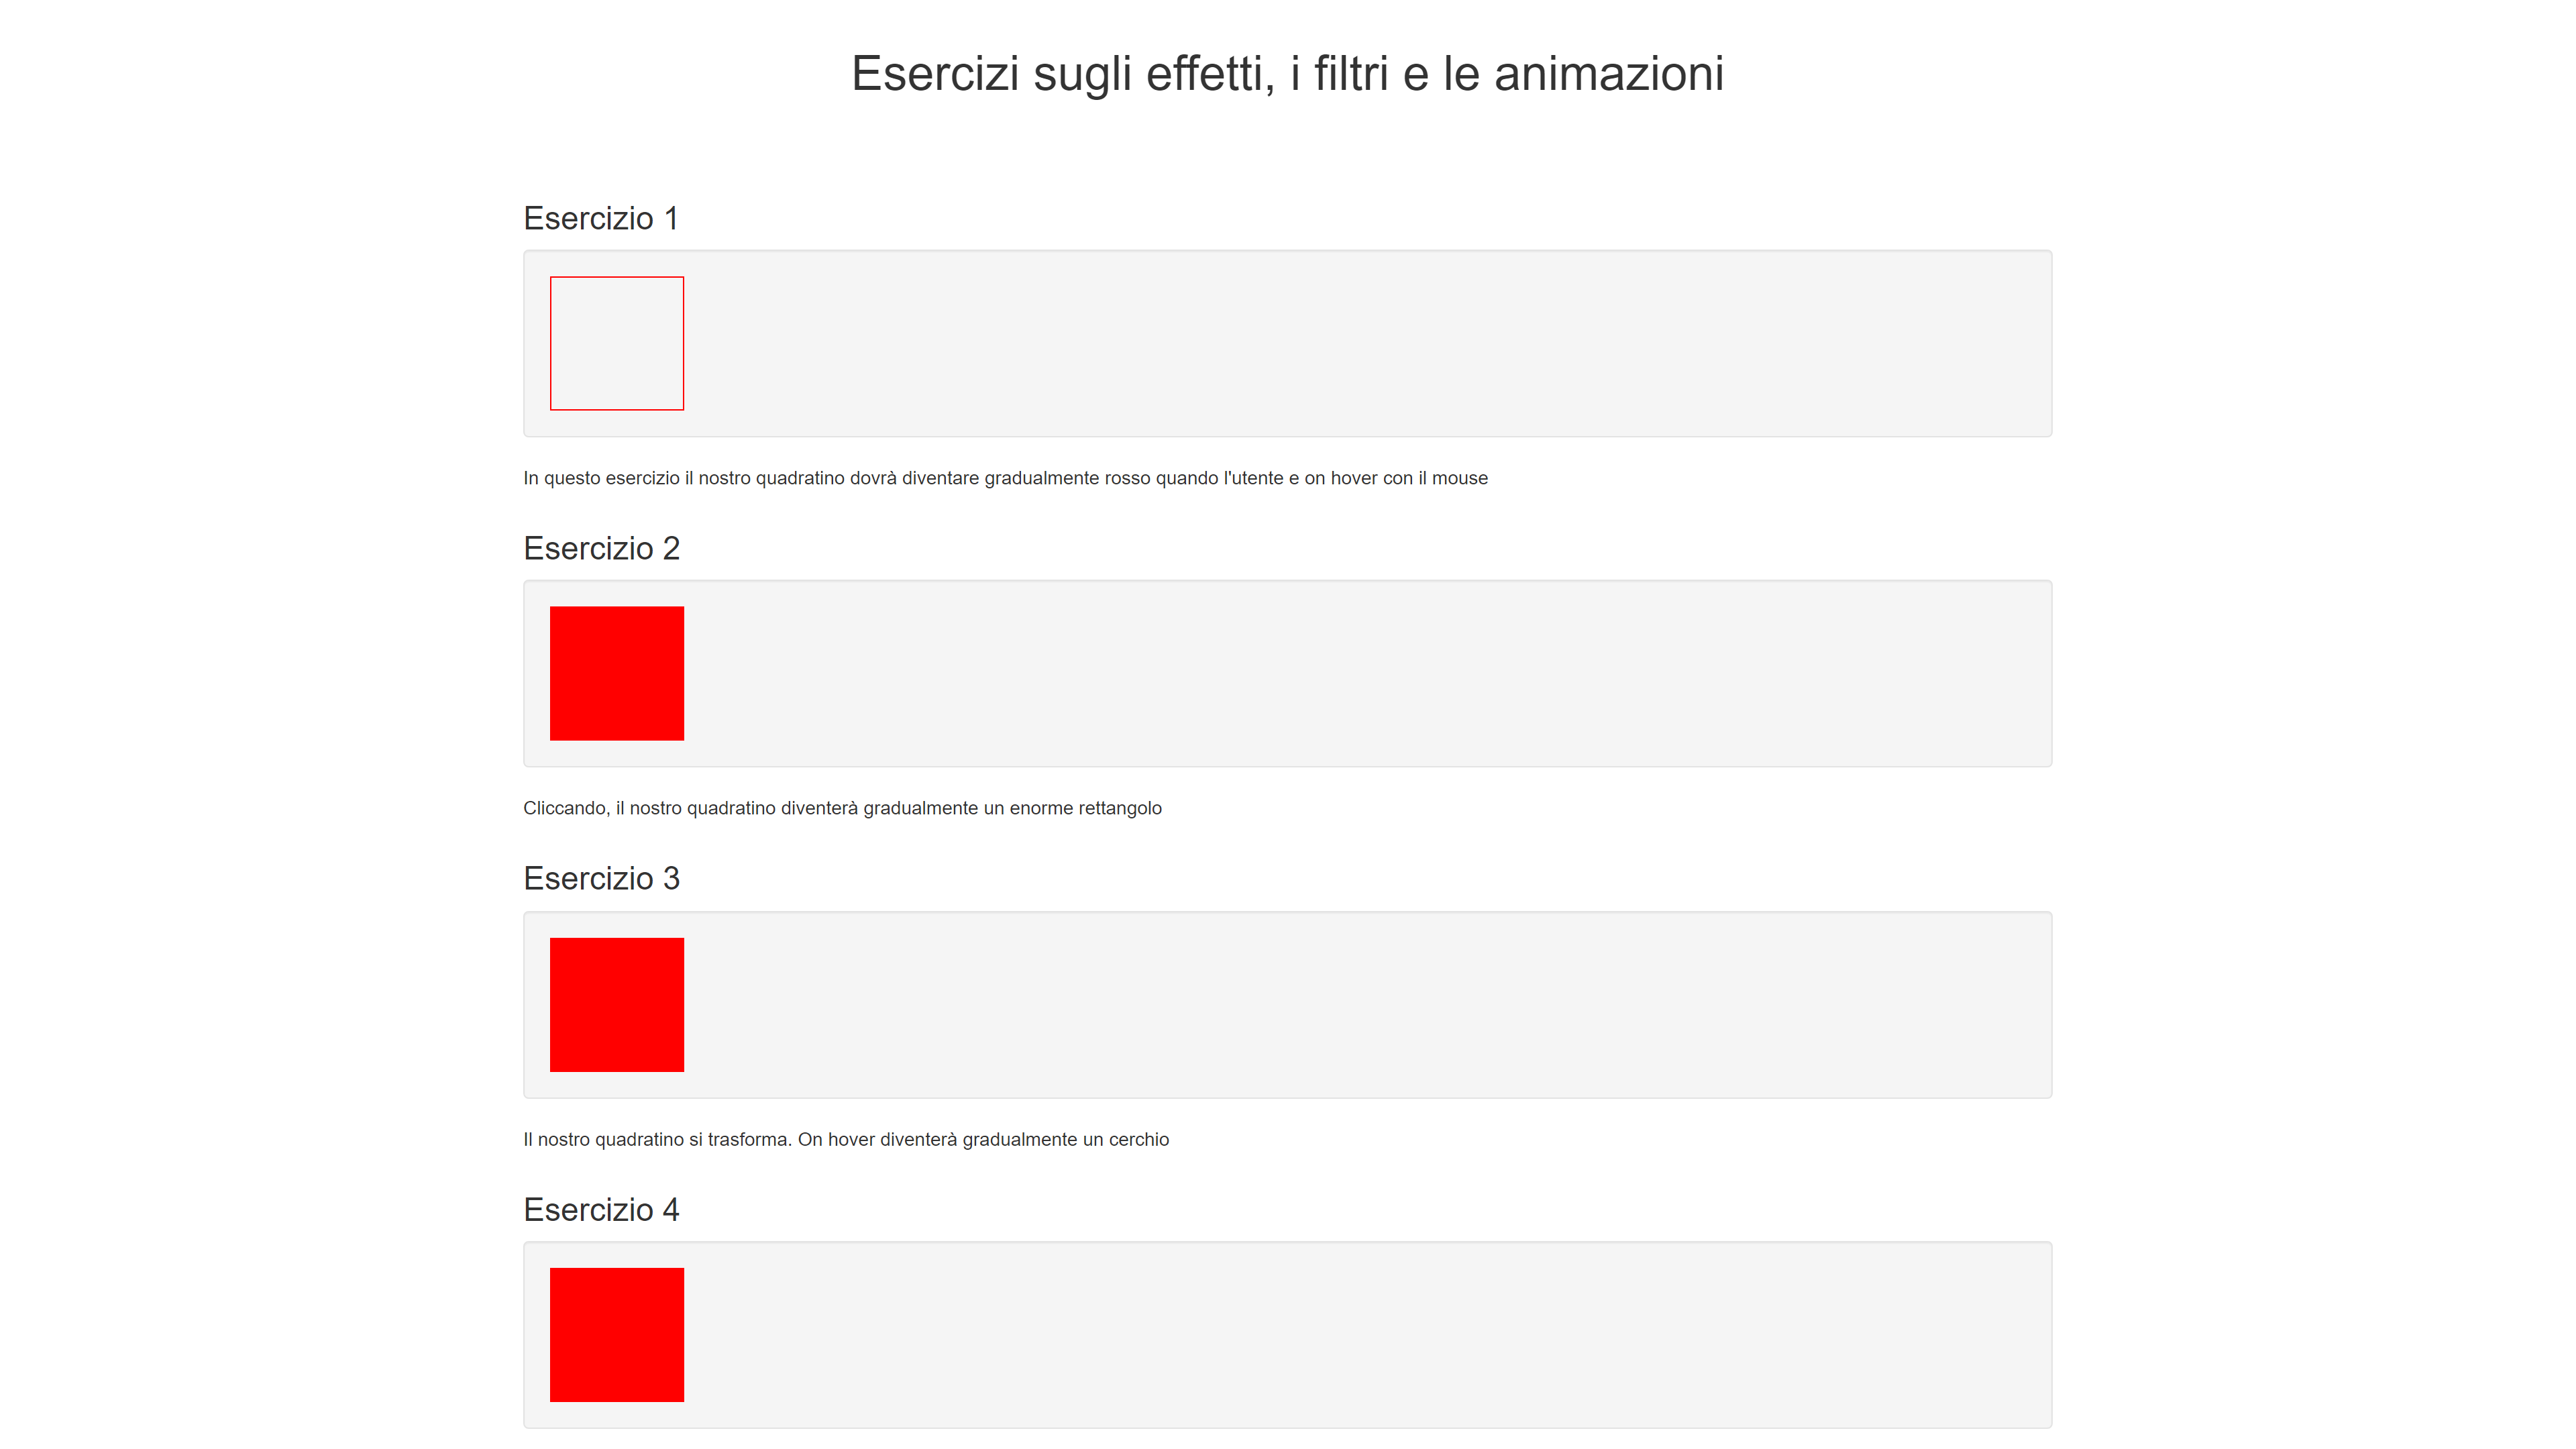 Esercizi sugli effetti, i filtri e le animazioni
Esercizio 1
In questo esercizio il nostro quadratino dovrà diventare gradualmente rosso quando l'utente e on hover con il mouse
Esercizio 2
Cliccando, il nostro quadratino diventerà gradualmente un enorme rettangolo
Esercizio 3
Il nostro quadratino si trasforma. On hover diventerà gradualmente un cerchio
Esercizio 4